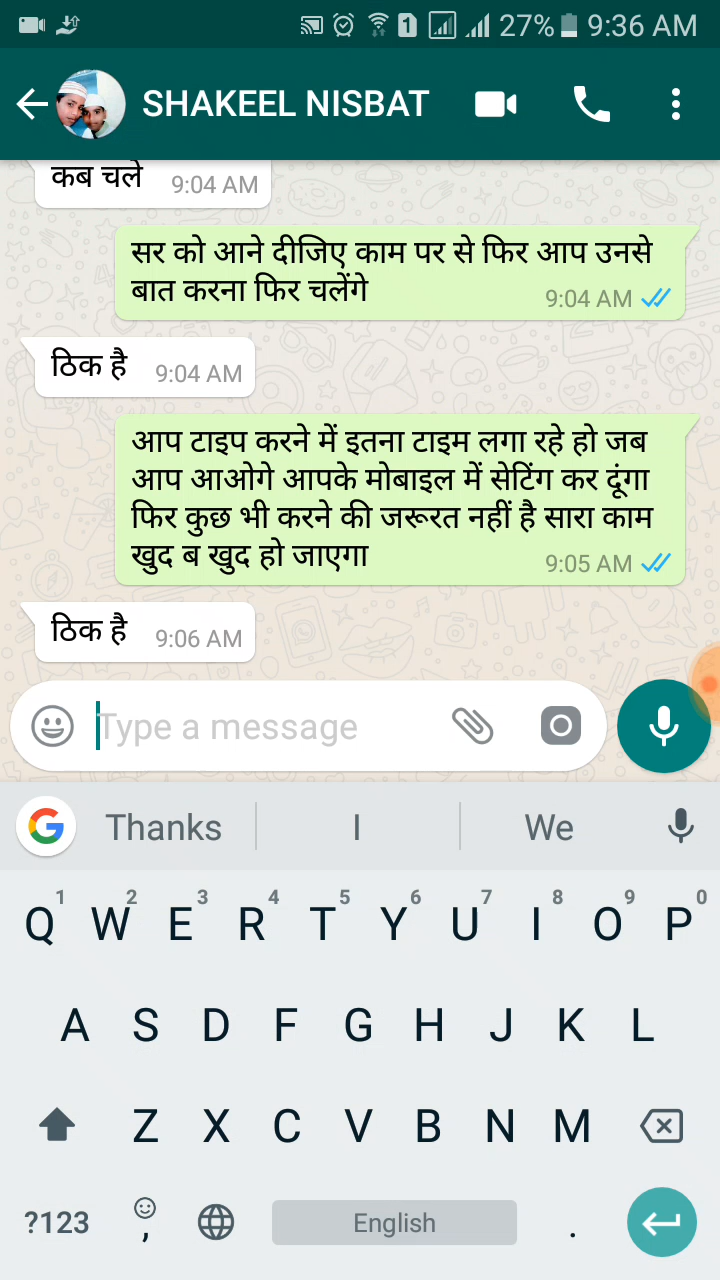 27% 9:36 AM
SHAKEEL NISBAT
कब चले 9:04 AM
सर को आने दीजिए काम पर से फिर आप उनसे
बात करना फिर चलेंगे 9:04 AM
ठिक है 9:04 AM
आप टाइप करने में इतना टाइम लगा रहे हो जब
आप आओगे आपके मोबाइल में सेटिंग कर दूंगा
फिर कुछ भी करने की जरूरत नहीं है सारा काम
खुद ब खुद हो जाएगा 9:05 AM
ठिक है 9:06 AM
Type a message
G Thanks I We
1 2 3 4 5 6 7 8 9 0
Q W E R T Y U I O P
A S D F G H J K L
Z X C V B N M
?123 , English .